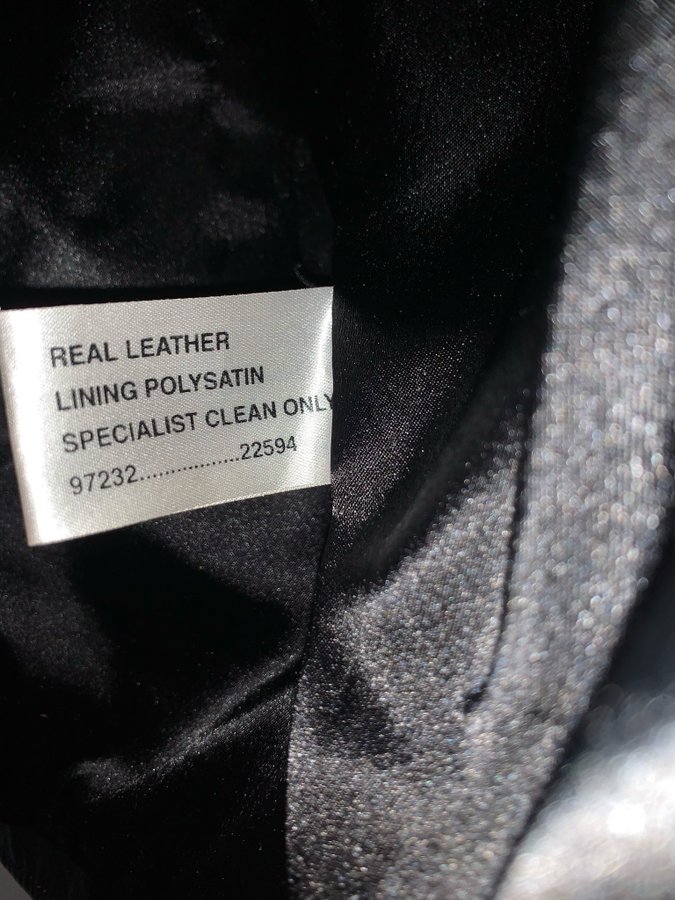 REAL LEATHER
LINING POLYSATIN
SPECIALIST CLEAN ONLY
97232.................22594